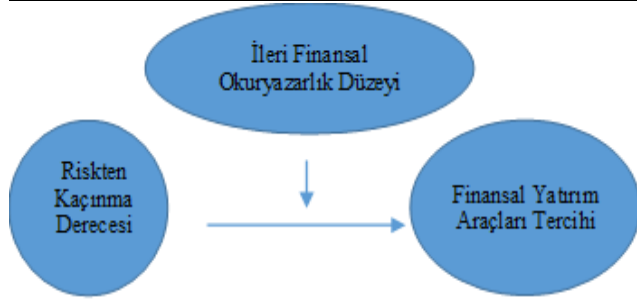 İleri Finansal
Okuryazarlık Düzeyi
Riskten
Kaçınma
Derecesi
Finansal Yatırım
Araçları Tercihi